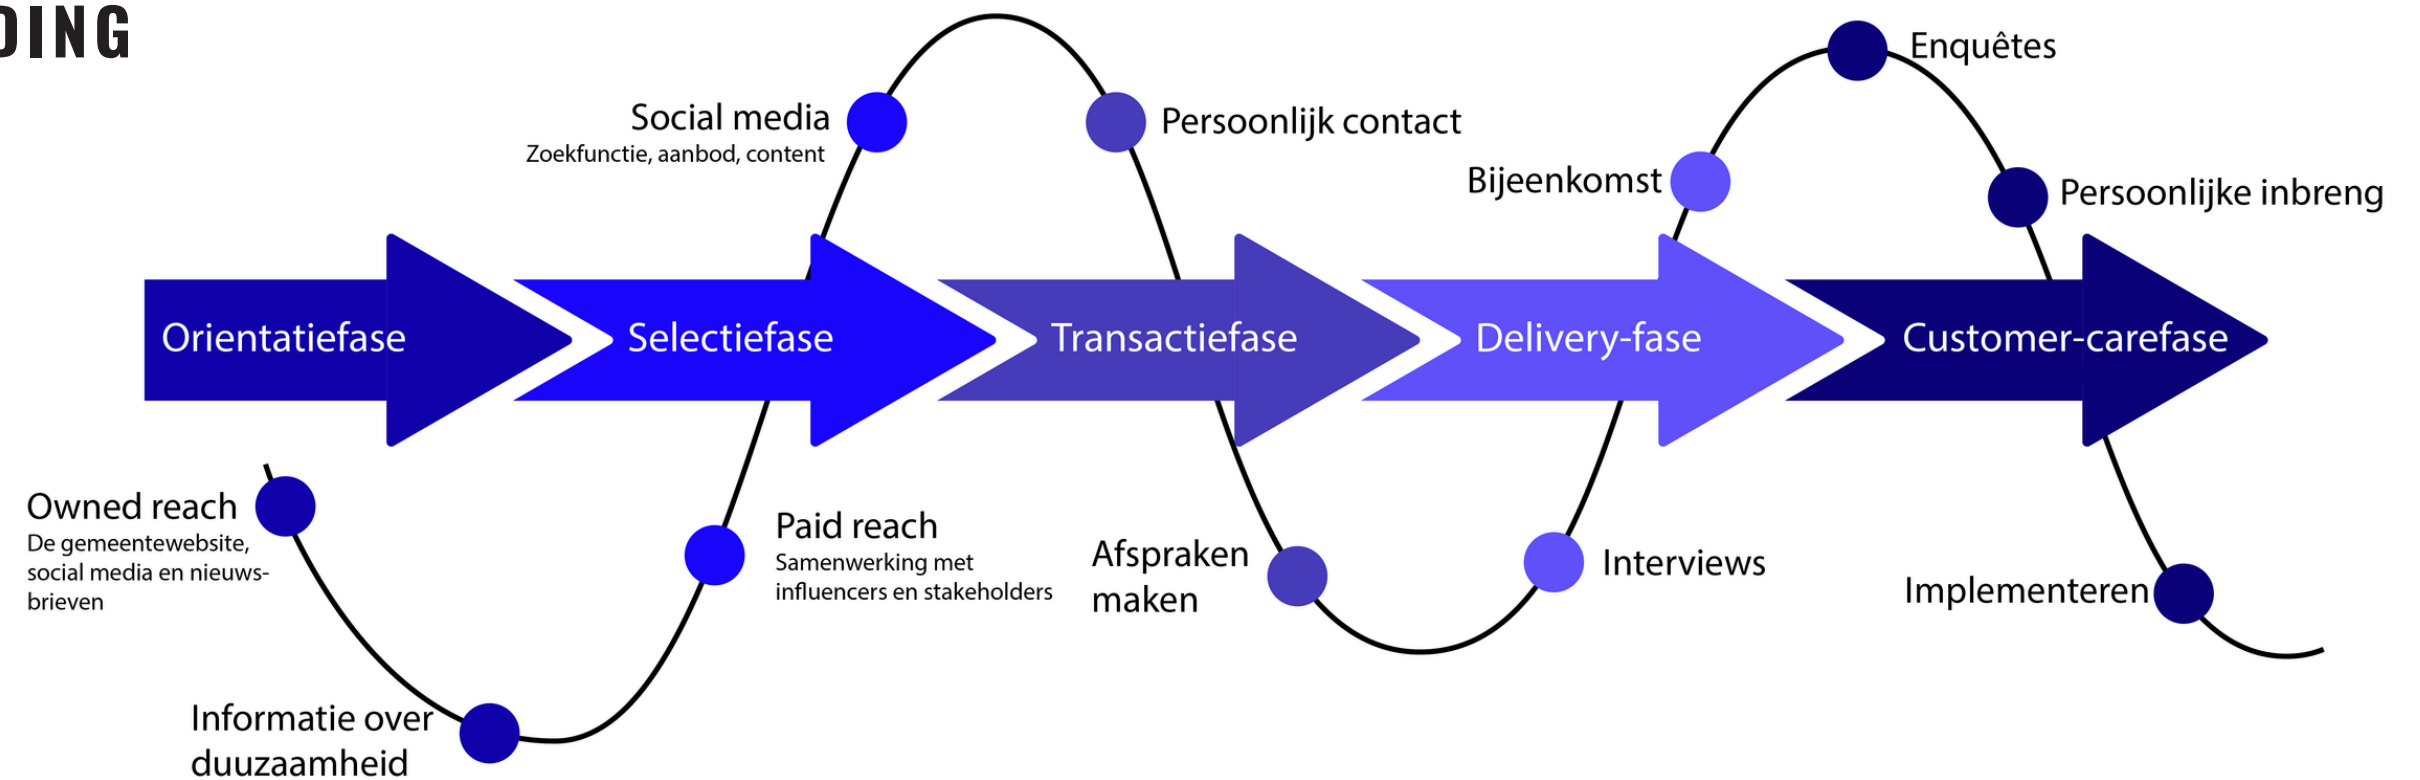 DING
Social media
Zoekfunctie, aanbod, content
Persoonlijk contact
Enquêtes
Bijeenkomst
Persoonlijke inbreng
Orientatiefase
Selectiefase
Transactiefase
Delivery-fase
Customer-carefase
Owned reach
De gemeentewebsite,
social media en nieuws-
brieven
Informatie over
duuzaamheid
Paid reach
Samenwerking met
influencers en stakeholders
Afspraken
maken
Interviews
Implementeren